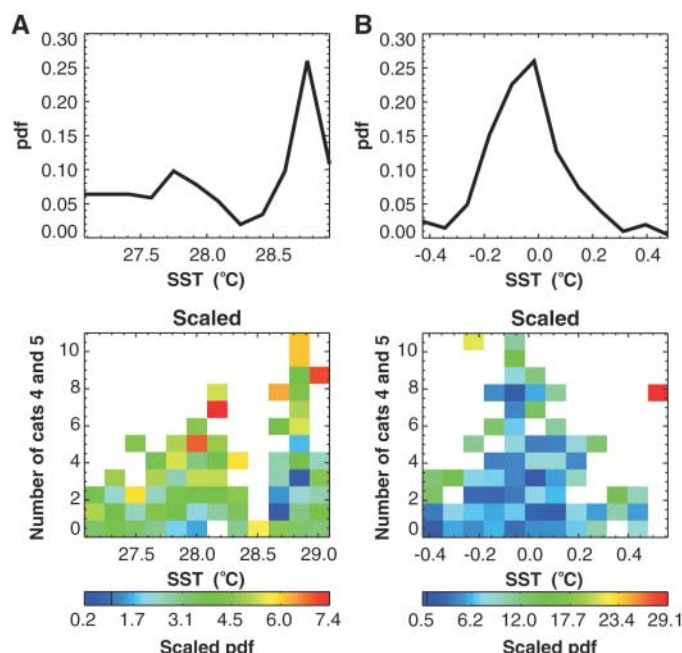 A
B
0.30
0.25
0.20
0.15
0.10
0.05
0.00
pdf
27.5 28.0 28.5
SST (°C)
0.30
0.25
0.20
0.15
0.10
0.05
0.00
pdf
-0.4 -0.2 0.0 0.2 0.4
SST (°C)
Scaled
10
8
6
4
2
0
Number of cats 4 and 5
27.5 28.0 28.5 29.0
SST (°C)
0.2 1.7 3.1 4.5 6.0 7.4
Scaled pdf
Scaled
10
8
6
4
2
0
Number of cats 4 and 5
-0.4 -0.2 0.0 0.2 0.4
SST (°C)
0.5 6.2 12.0 17.7 23.4 29.1
Scaled pdf